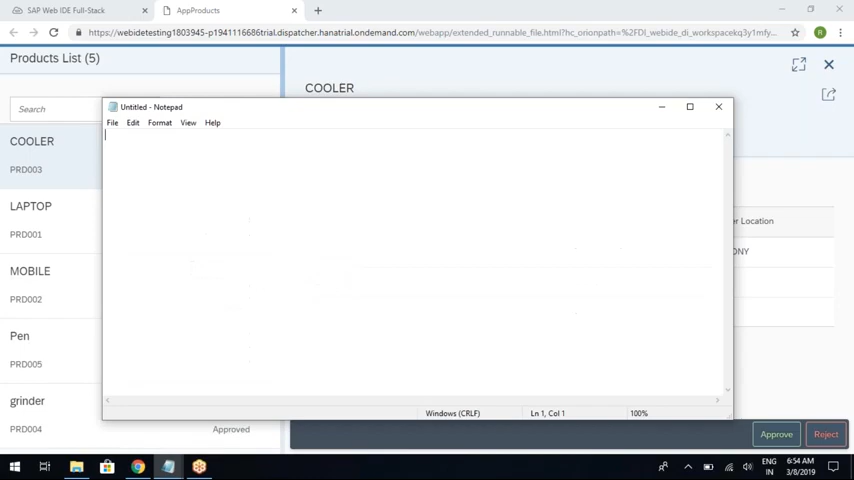 SAP Web IDE Full-Stack
AppProducts
https://webidetesting1803945-p1941116686trial.dispatcher.hanatrial.ondemand.com/webapp/extended_runnable_file.html?hc_orionpath=%2FDI_webide_di_workspacekq3y1mfy...
R
Products List (5)
COOLER
Search
Untitled - Notepad
File Edit Format View Help
COOLER
PRD003
LAPTOP
PRD001
MOBILE
PRD002
Pen
PRD005
grinder
PRD004
Approved
er Location
ONY
Windows (CRLF)
Ln 1, Col 1
100%
Approve
Reject
ENG
IN
6:54 AM
3/8/2019